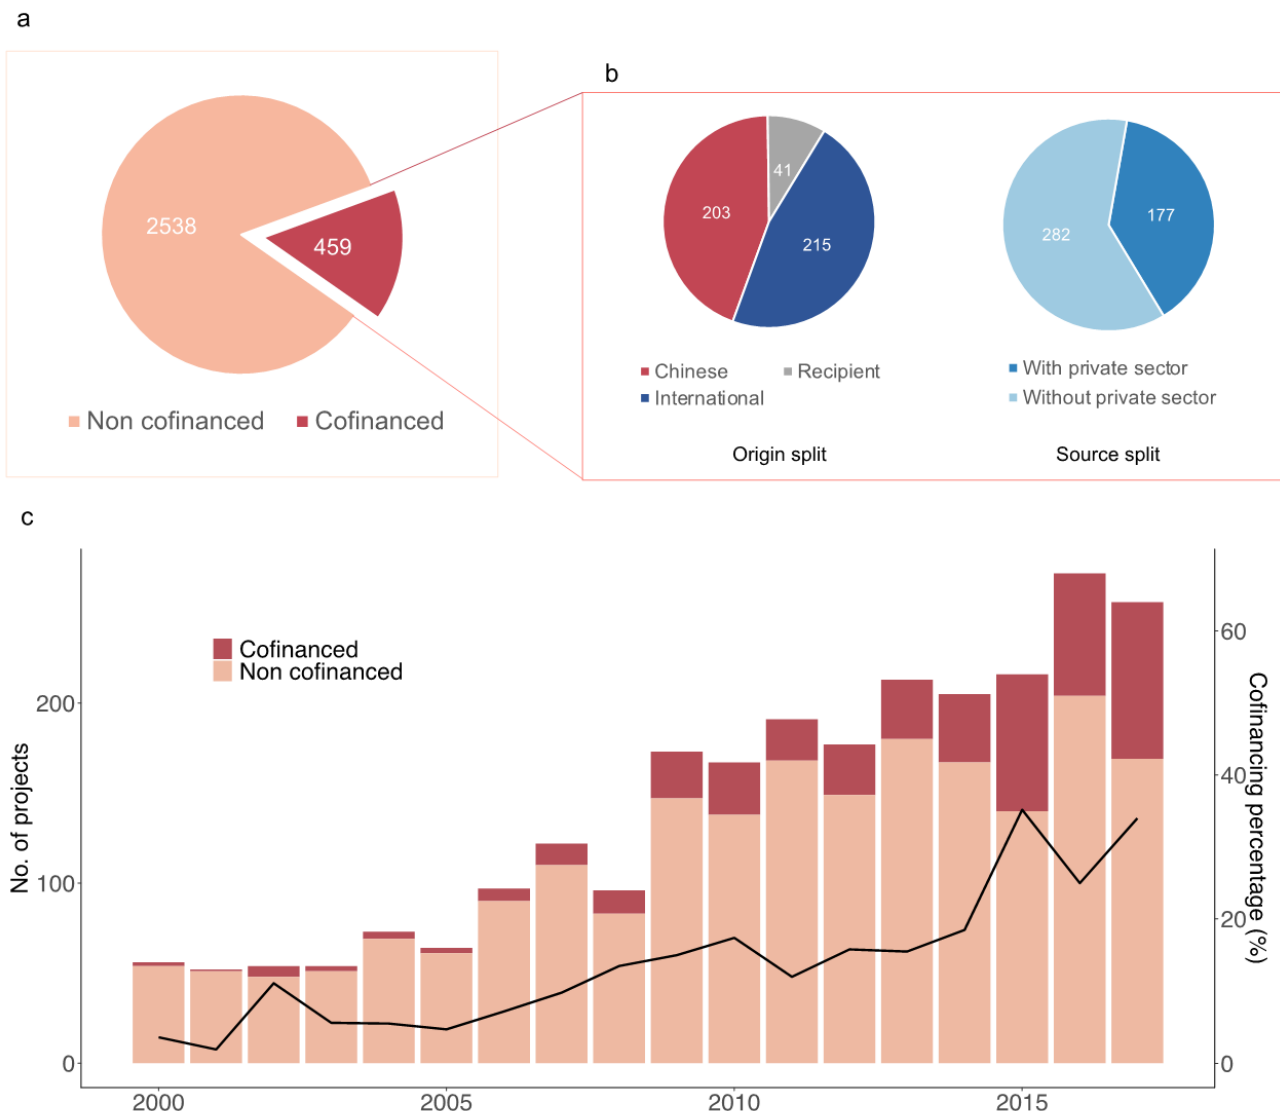 a
2538
459
Non cofinanced
Cofinanced
b
41
203
215
Chinese
Recipient
International
Origin split
177
282
With private sector
Without private sector
Source split
c
Cofinanced
Non cofinanced
No. of projects
200
100
0
Cofinancing percentage (%)
60
40
20
0
2000
2005
2010
2015